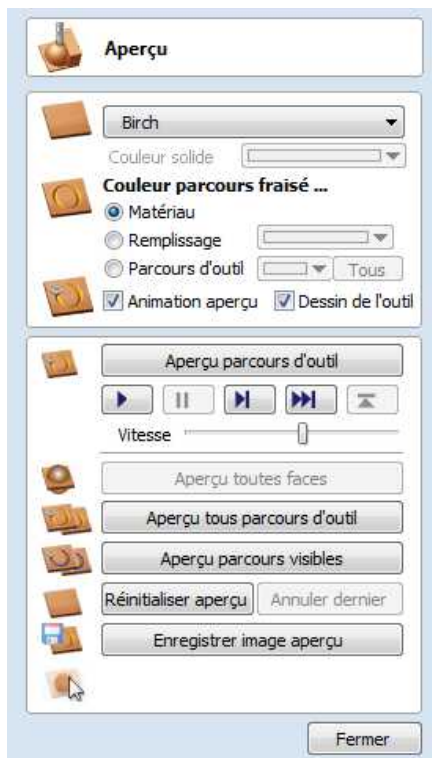 Aperçu
Birch
Couleur solide
Couleur parcours fraisé ...
Matériau
Remplissage
Parcours d'outil Tous
Animation aperçu Dessin de l'outil
Aperçu parcours d'outil
Vitesse
Aperçu toutes faces
Aperçu tous parcours d'outil
Aperçu parcours visibles
Réinitialiser aperçu Annuler dernier
Enregistrer image aperçu
Fermer